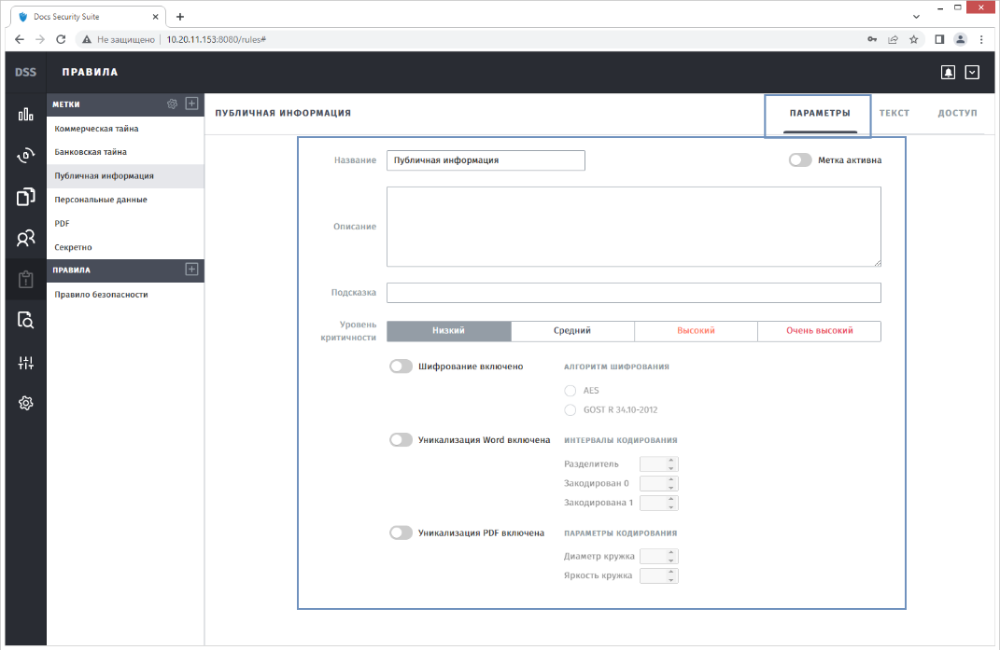 Docs Security Suite
Не защищено
10.20.11.153:8080/rules#
DSS
ПРАВИЛА
МЕТКИ
Коммерческая тайна
Банковская тайна
Публичная информация
Персональные данные
PDF
Секретно
ПРАВИЛА
Правило безопасности
ПУБЛИЧНАЯ ИНФОРМАЦИЯ
ПАРАМЕТРЫ
ТЕКСТ
ДОСТУП
Название
Публичная информация
Метка активна
Описание
Подсказка
Уровень
критичности
Низкий
Средний
Высокий
Очень высокий
Шифрование включено
АЛГОРИТМ ШИФРОВАНИЯ
AES
GOST R 34.10-2012
Уникализация Word включена
ИНТЕРВАЛЫ КОДИРОВАНИЯ
Разделитель
Закодирован 0
Закодирована 1
Уникализация PDF включена
ПАРАМЕТРЫ КОДИРОВАНИЯ
Диаметр кружка
Яркость кружка